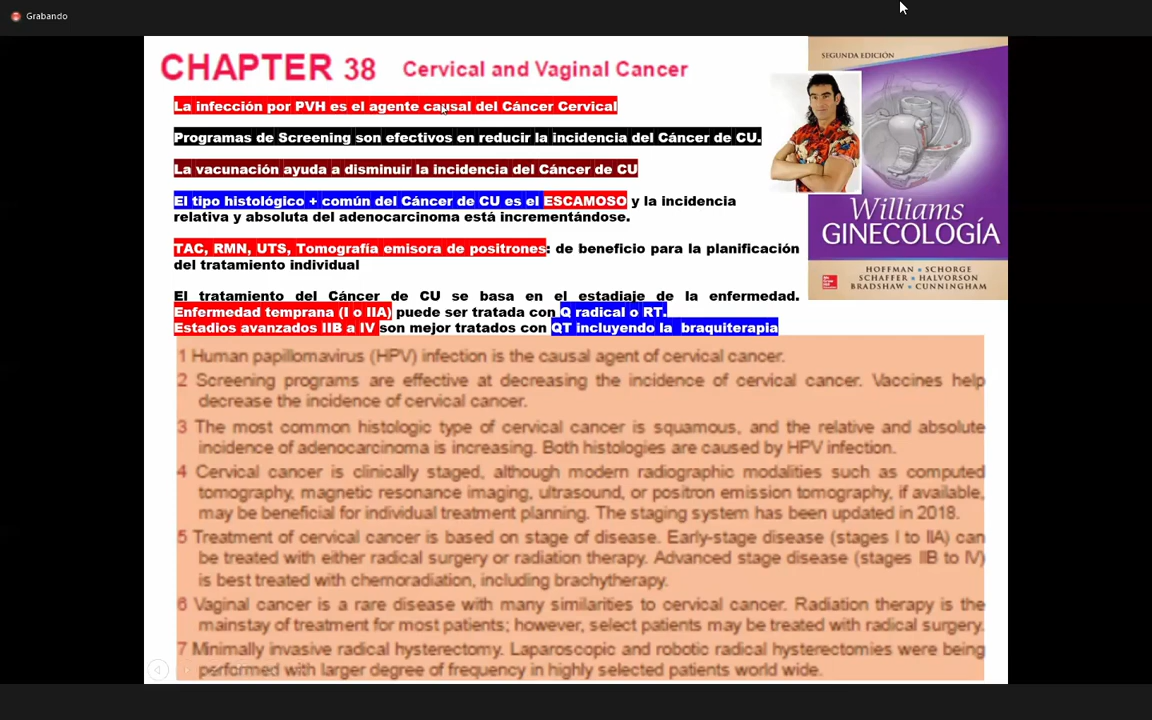 Grabando
CHAPTER 38 Cervical and Vaginal Cancer
La infección por PVH es el agente causal del Cáncer Cervical
Programas de Screening son efectivos en reducir la incidencia del Cáncer de CU.
La vacunación ayuda a disminuir la incidencia del Cáncer de CU
El tipo histológico + común del Cáncer de CU es el ESCAMOSO y la incidencia
relativa y absoluta del adenocarcinoma está incrementándose.
TAC, RMN, UTS, Tomografía emisora de positrones: de beneficio para la planificación
del tratamiento individual
El tratamiento del Cáncer de CU se basa en el estadiaje de la enfermedad.
Enfermedad temprana (I o IIA) puede ser tratada con Q radical o RT.
Estadios avanzados IIB a IV son mejor tratados con QT incluyendo la braquiterapia
SEGUNDA EDICIÓN
Williams
GINECOLOGÍA
HOFFMAN • SCHORGE
SCHAFFER • HALVORSON
BRADSHAW • CUNNINGHAM
1 Human papillomavirus (HPV) infection is the causal agent of cervical cancer.
2 Screening programs are effective at decreasing the incidence of cervical cancer. Vaccines help
decrease the incidence of cervical cancer.
3 The most common histologic type of cervical cancer is squamous, and the relative and absolute
incidence of adenocarcinoma is increasing. Both histologies are caused by HPV infection.
4 Cervical cancer is clinically staged, although modern radiographic modalities such as computed
tomography, magnetic resonance imaging, ultrasound, or positron emission tomography, if available,
may be beneficial for individual treatment planning. The staging system has been updated in 2018.
5 Treatment of cervical cancer is based on stage of disease. Early-stage disease (stages I to IIA) can
be treated with either radical surgery or radiation therapy. Advanced stage disease (stages IIB to IV)
is best treated with chemoradiation, including brachytherapy.
6 Vaginal cancer is a rare disease with many similarities to cervical cancer. Radiation therapy is the
mainstay of treatment for most patients; however, select patients may be treated with radical surgery.
7 Minimally invasive radical hysterectomy. Laparoscopic and robotic radical hysterectomies were being
performed with larger degree of frequency in highly selected patients world wide.